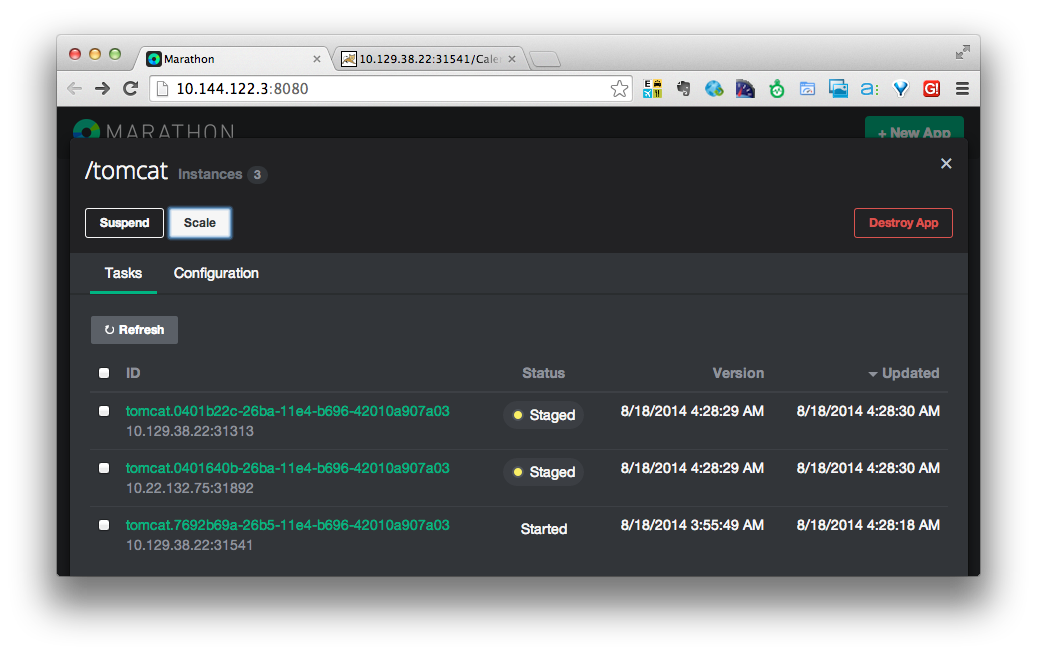 Marathon
10.129.38.22:31541/Cale
10.144.122.3:8080
MARATHON
+ New App
/tomcat Instances 3
Suspend Scale Destroy App
Tasks Configuration
Refresh
ID Status Version Updated
tomcat.0401b22c-26ba-11e4-b696-42010a907a03 Staged 8/18/2014 4:28:29 AM 8/18/2014 4:28:30 AM
10.129.38.22:31313
tomcat.0401640b-26ba-11e4-b696-42010a907a03 Staged 8/18/2014 4:28:29 AM 8/18/2014 4:28:30 AM
10.22.132.75:31892
tomcat.7692b69a-26b5-11e4-b696-42010a907a03 Started 8/18/2014 3:55:49 AM 8/18/2014 4:28:18 AM
10.129.38.22:31541